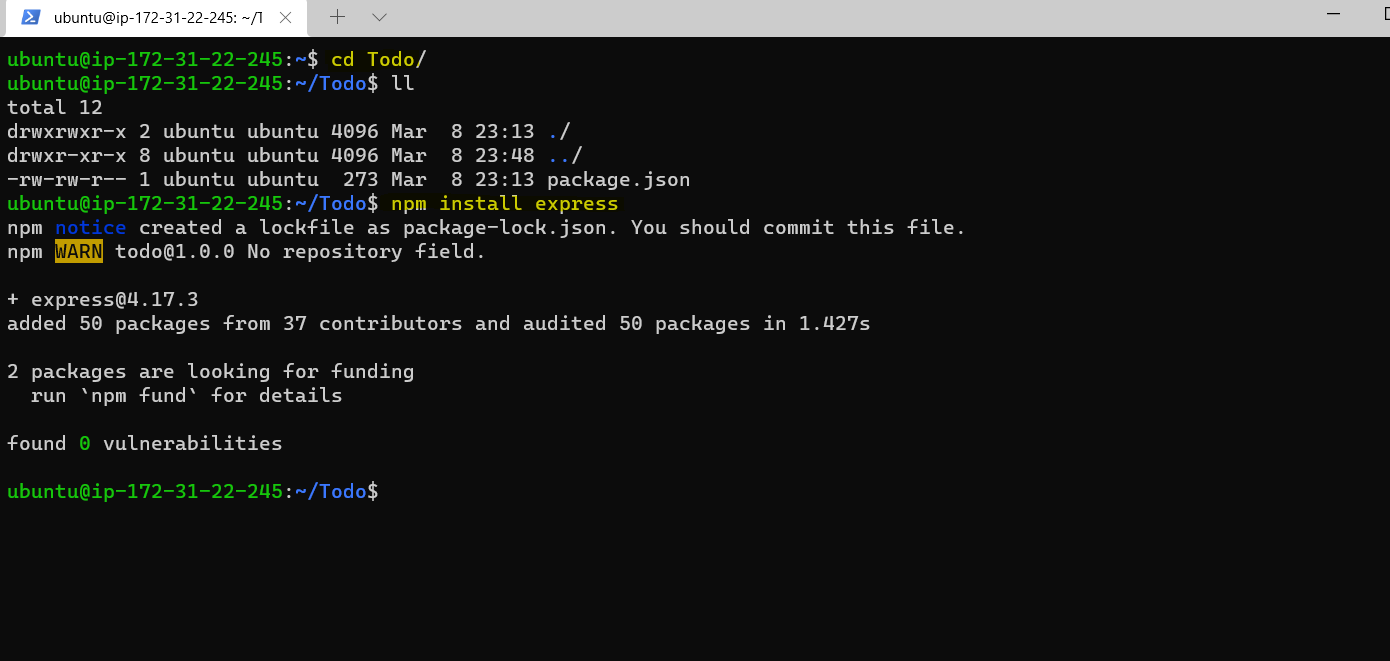 ubuntu@ip-172-31-22-245: ~/T
ubuntu@ip-172-31-22-245:~$ cd Todo/
ubuntu@ip-172-31-22-245:~/Todo$ ll
total 12
drwxrwxr-x 2 ubuntu ubuntu 4096 Mar  8 23:13 ./
drwxr-xr-x 8 ubuntu ubuntu 4096 Mar  8 23:48 ../
-rw-rw-r-- 1 ubuntu ubuntu  273 Mar  8 23:13 package.json
ubuntu@ip-172-31-22-245:~/Todo$ npm install express
npm notice created a lockfile as package-lock.json. You should commit this file.
npm WARN todo@1.0.0 No repository field.

+ express@4.17.3
added 50 packages from 37 contributors and audited 50 packages in 1.427s

2 packages are looking for funding
  run `npm fund` for details

found 0 vulnerabilities

ubuntu@ip-172-31-22-245:~/Todo$